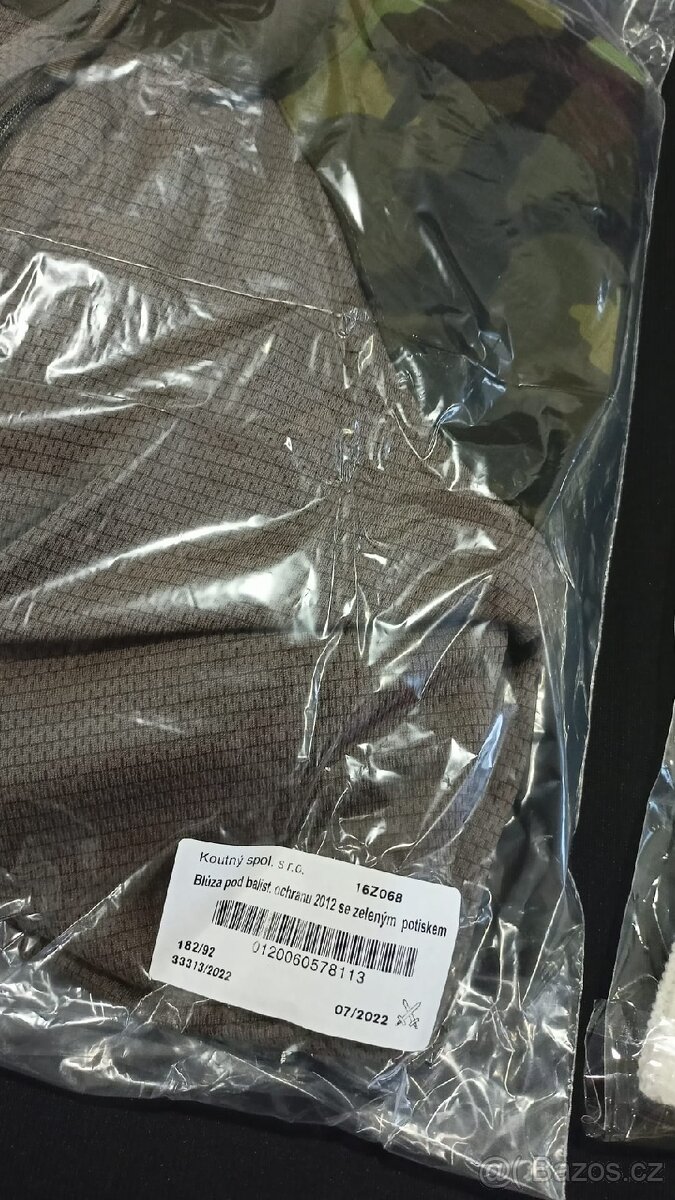 Koutný spol. s r.o.
16Z068
Blůza pod balist. ochranu 2012 se zeleným potiskem
0120060578113
182/92
33313/2022
07/2022
@ Bazos.cz